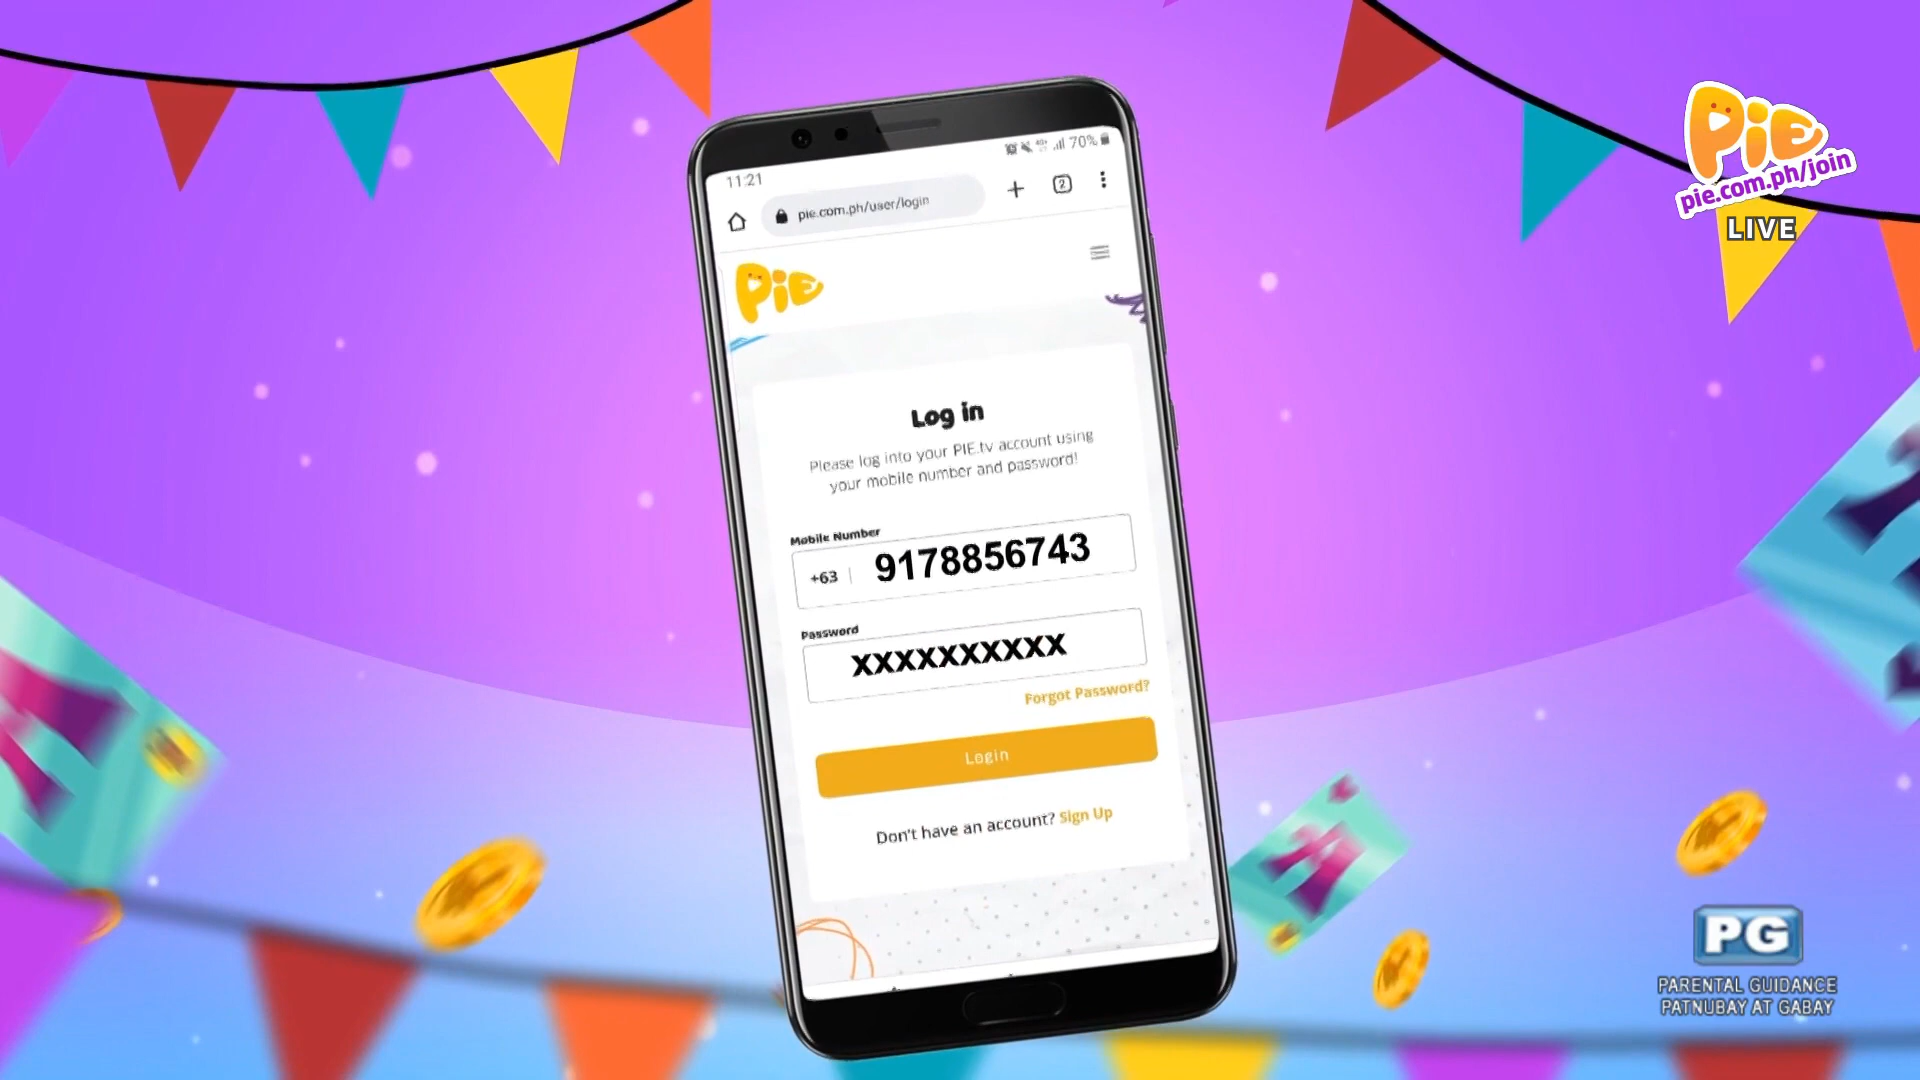 11:21
4G+
70%
pie.com.ph/user/login
2
PiE
Log in
Please log into your PIE.tv account using
your mobile number and password!
Mobile Number
+63 9178856743
Password
XXXXXXXXXX
Forgot Password?
Login
Don't have an account? Sign Up
PiE
pie.com.ph/join
LIVE
PG
PARENTAL GUIDANCE
PATNUBAY AT GABAY